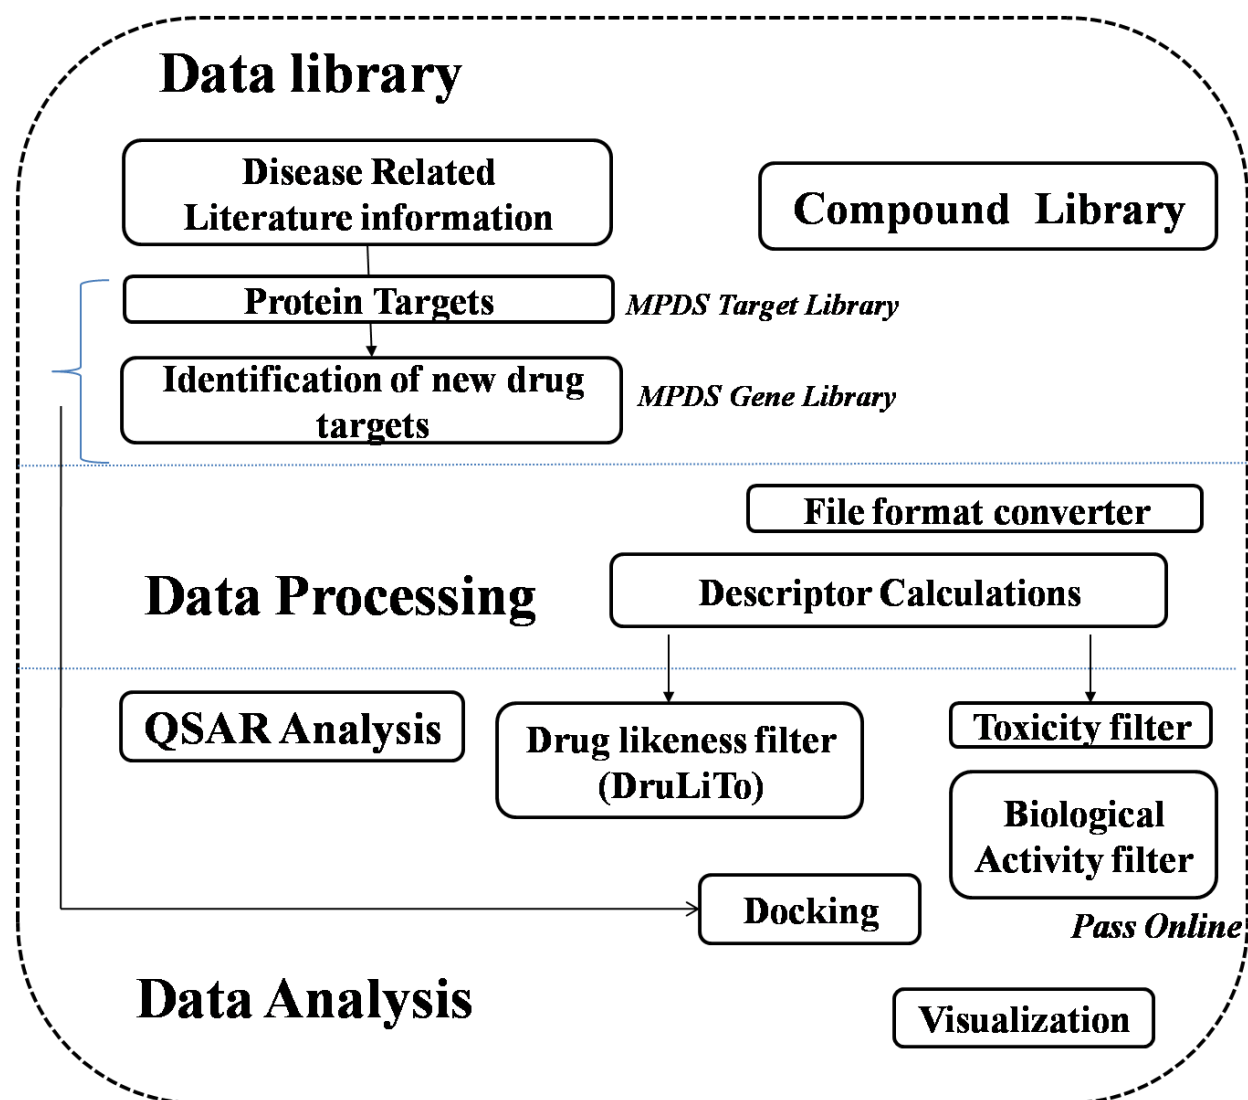 Data library
Disease Related
Literature information
Compound Library
Protein Targets
MPDS Target Library
Identification of new drug
targets
MPDS Gene Library
File format converter
Data Processing
Descriptor Calculations
QSAR Analysis
Drug likeness filter
(DruLiTo)
Toxicity filter
Biological
Activity filter
Docking
Pass Online
Data Analysis
Visualization